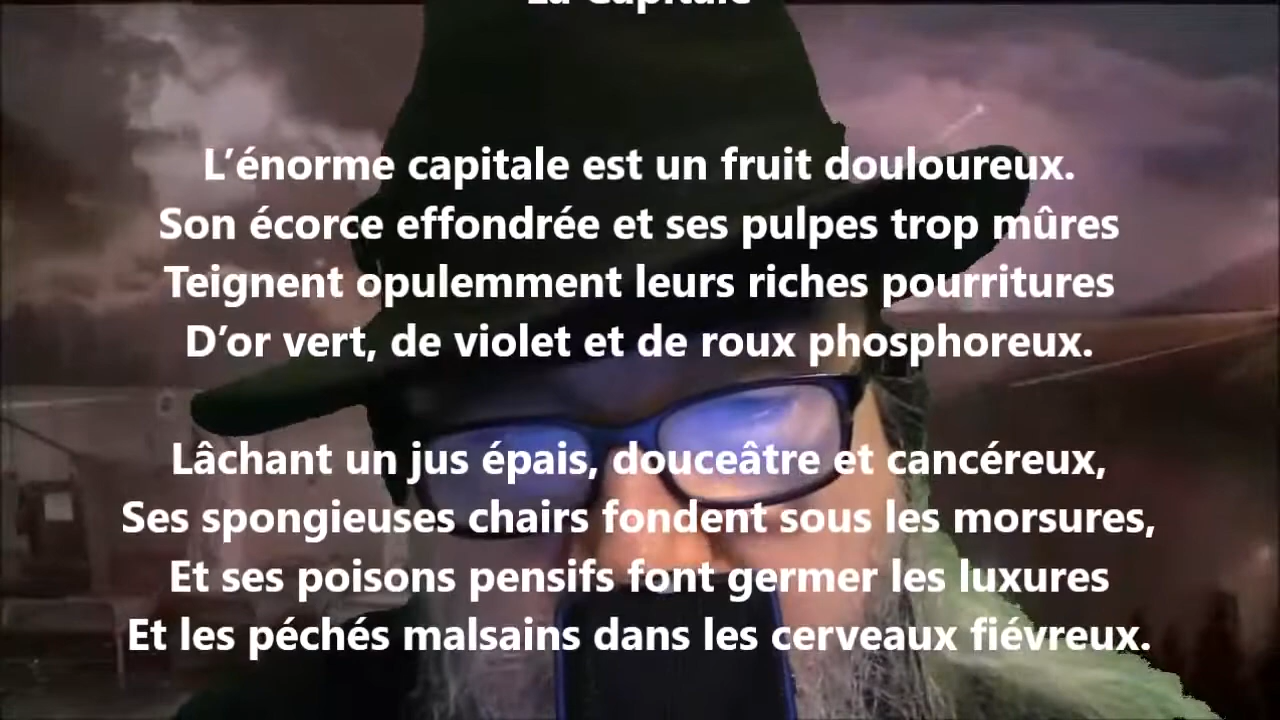 La Capitale
L’énorme capitale est un fruit douloureux.
Son écorce effondrée et ses pulpes trop mûres
Teignent opulemment leurs riches pourritures
D’or vert, de violet et de roux phosphoreux.
Lâchant un jus épais, douceâtre et cancéreux,
Ses spongieuses chairs fondent sous les morsures,
Et ses poisons pensifs font germer les luxures
Et les péchés malsains dans les cerveaux fiévreux.